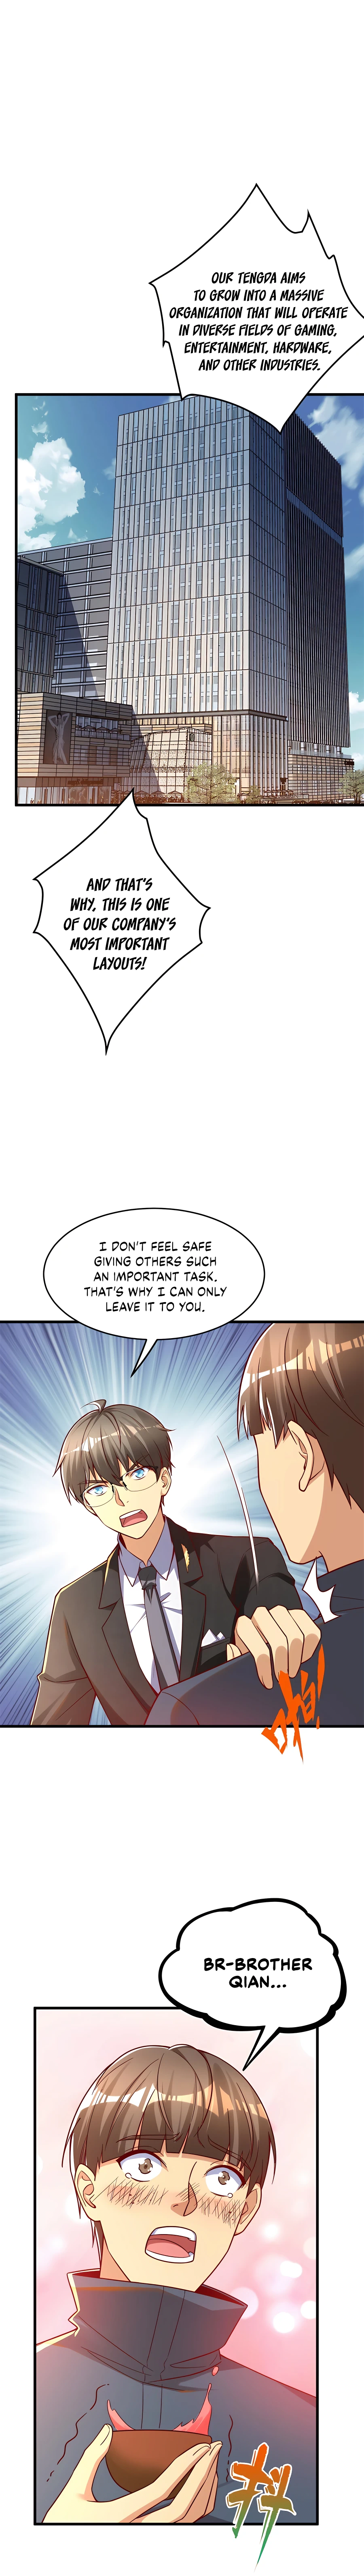 OUR TENGDA AIMS
TO GROW INTO A MASSIVE
ORGANIZATION THAT WILL OPERATE
IN DIVERSE FIELDS OF GAMING,
ENTERTAINMENT, HARDWARE,
AND OTHER INDUSTRIES.
AND THAT'S
WHY, THIS IS ONE
OF OUR COMPANY'S
MOST IMPORTANT
LAYOUTS!
I DON'T FEEL SAFE
GIVING OTHERS SUCH
AN IMPORTANT TASK.
THAT'S WHY I CAN ONLY
LEAVE IT TO YOU.
啪!
BR-BROTHER
QIAN...
抖